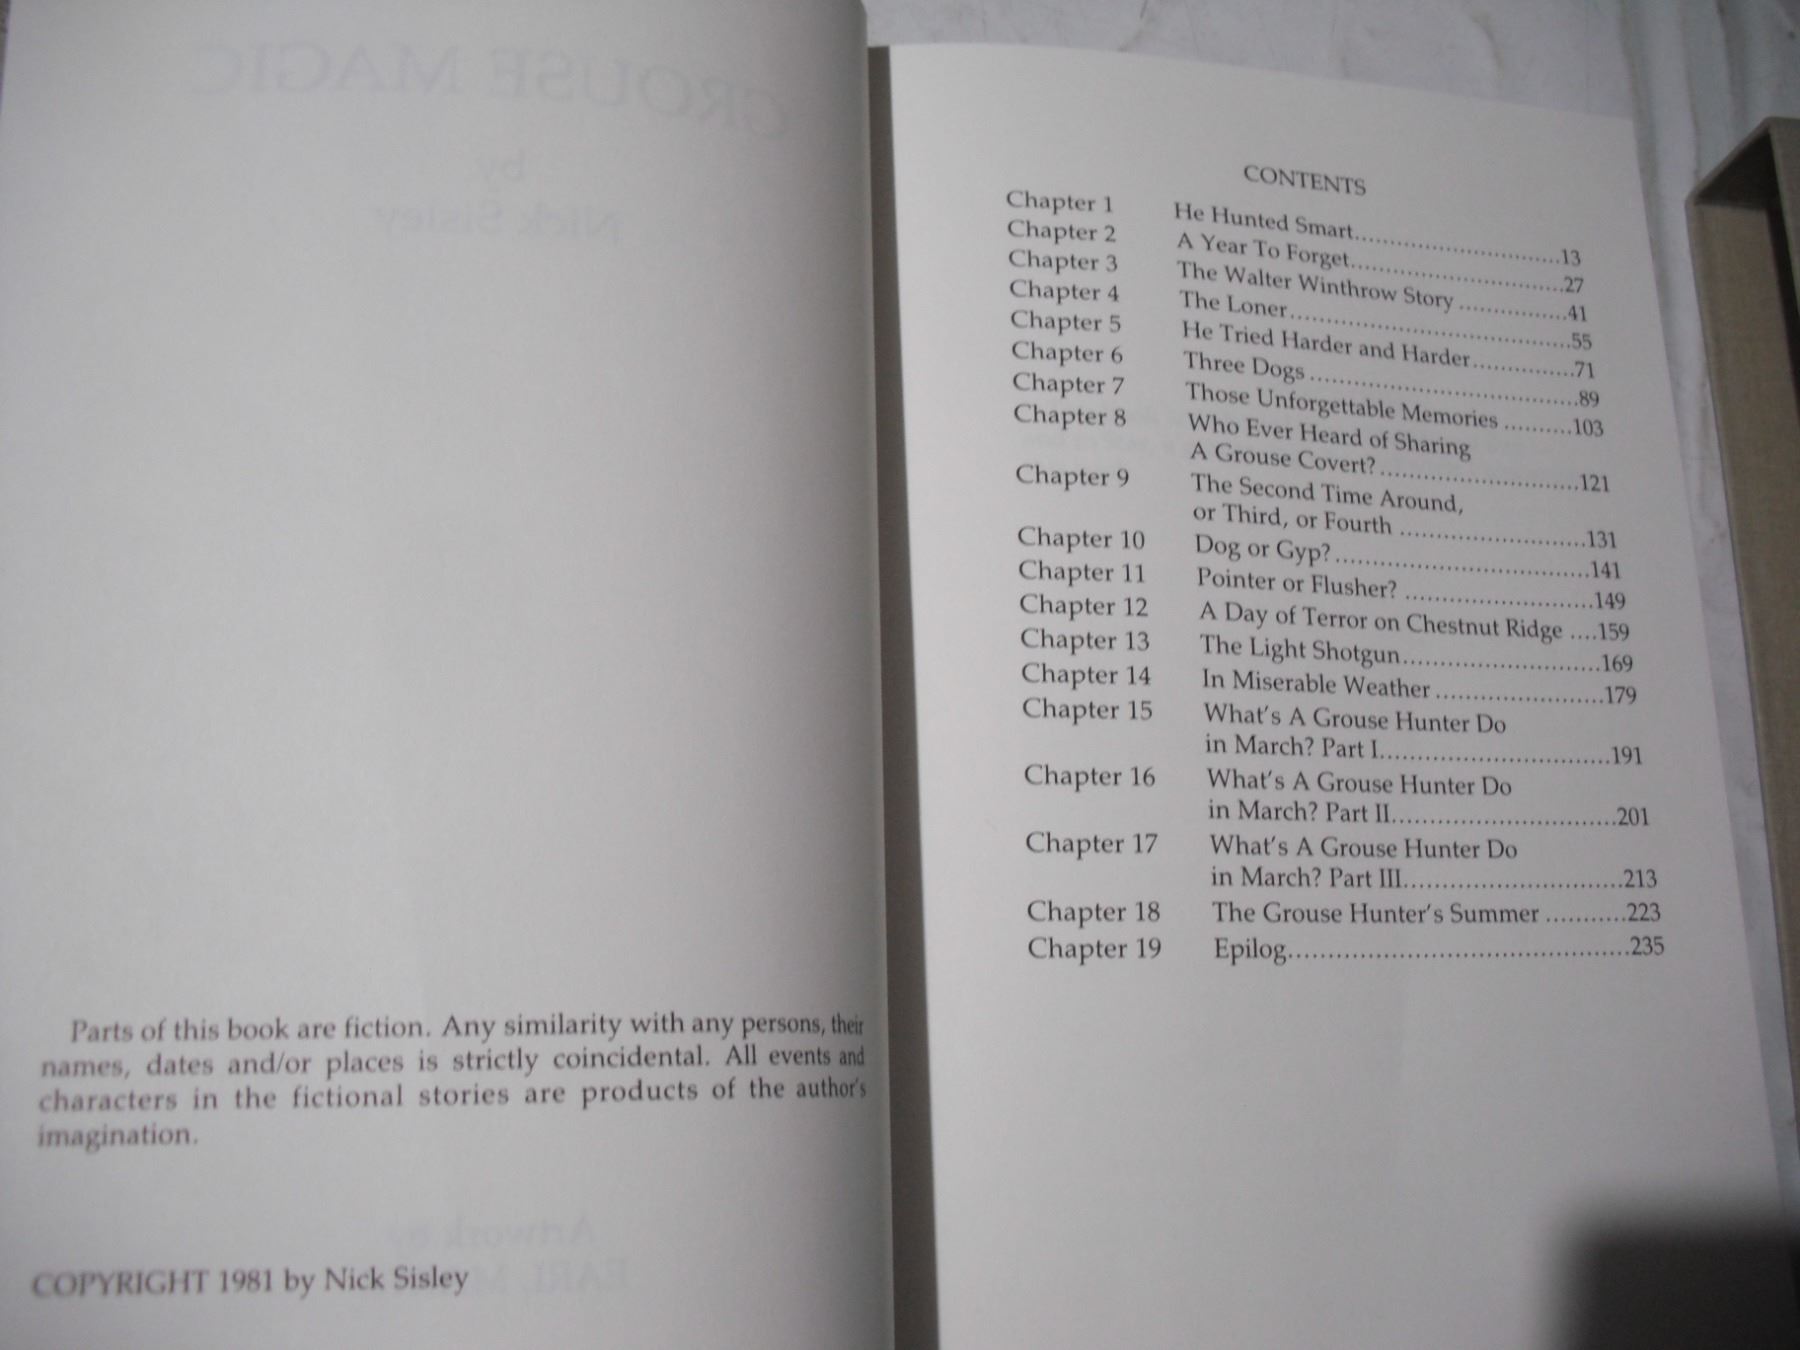 GROUSE MAGIC
by
Nick Sisley
Parts of this book are fiction. Any similarity with any persons, their
names, dates and/or places is strictly coincidental. All events and
characters in the fictional stories are products of the author's
imagination.
Artwork by
EARL
COPYRIGHT 1981 by Nick Sisley
CONTENTS
Chapter 1 He Hunted Smart..............................13
Chapter 2 A Year To Forget..............................27
Chapter 3 The Walter Winthrow Story ................41
Chapter 4 The Loner........................................55
Chapter 5 He Tried Harder and Harder...............71
Chapter 6 Three Dogs ......................................89
Chapter 7 Those Unforgettable Memories ..........103
Chapter 8 Who Ever Heard of Sharing
A Grouse Covert? .............................121
Chapter 9 The Second Time Around,
or Third, or Fourth ...........................131
Chapter 10 Dog or Gyp? ....................................141
Chapter 11 Pointer or Flusher? ...........................149
Chapter 12 A Day of Terror on Chestnut Ridge ....159
Chapter 13 The Light Shotgun.............................169
Chapter 14 In Miserable Weather ........................179
Chapter 15 What's A Grouse Hunter Do
in March? Part I.................................191
Chapter 16 What's A Grouse Hunter Do
in March? Part II................................201
Chapter 17 What's A Grouse Hunter Do
in March? Part III...............................213
Chapter 18 The Grouse Hunter's Summer ...........223
Chapter 19 Epilog.............................................235